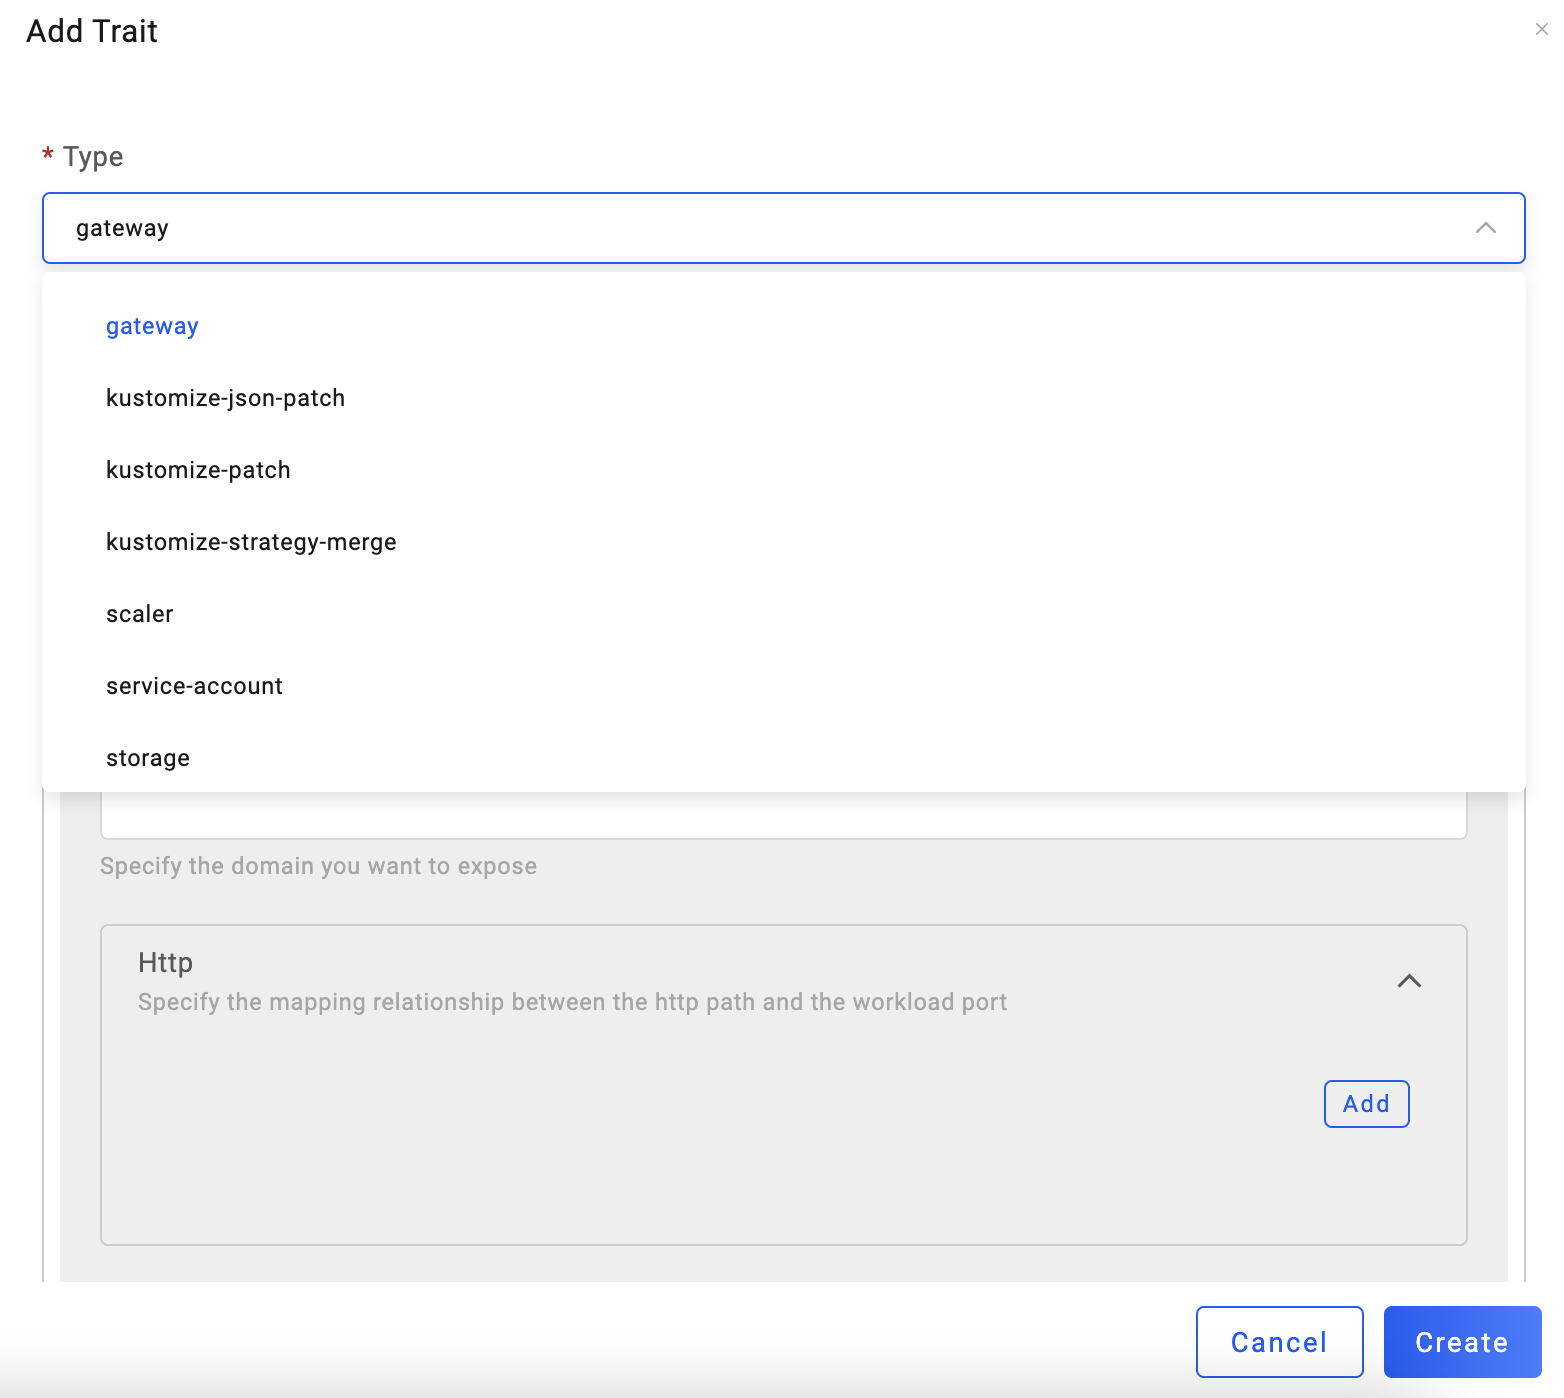 Add Trait
* Type
gateway
gateway
kustomize-json-patch
kustomize-patch
kustomize-strategy-merge
scaler
service-account
storage
Specify the domain you want to expose
Http
Specify the mapping relationship between the http path and the workload port
Add
Cancel
Create